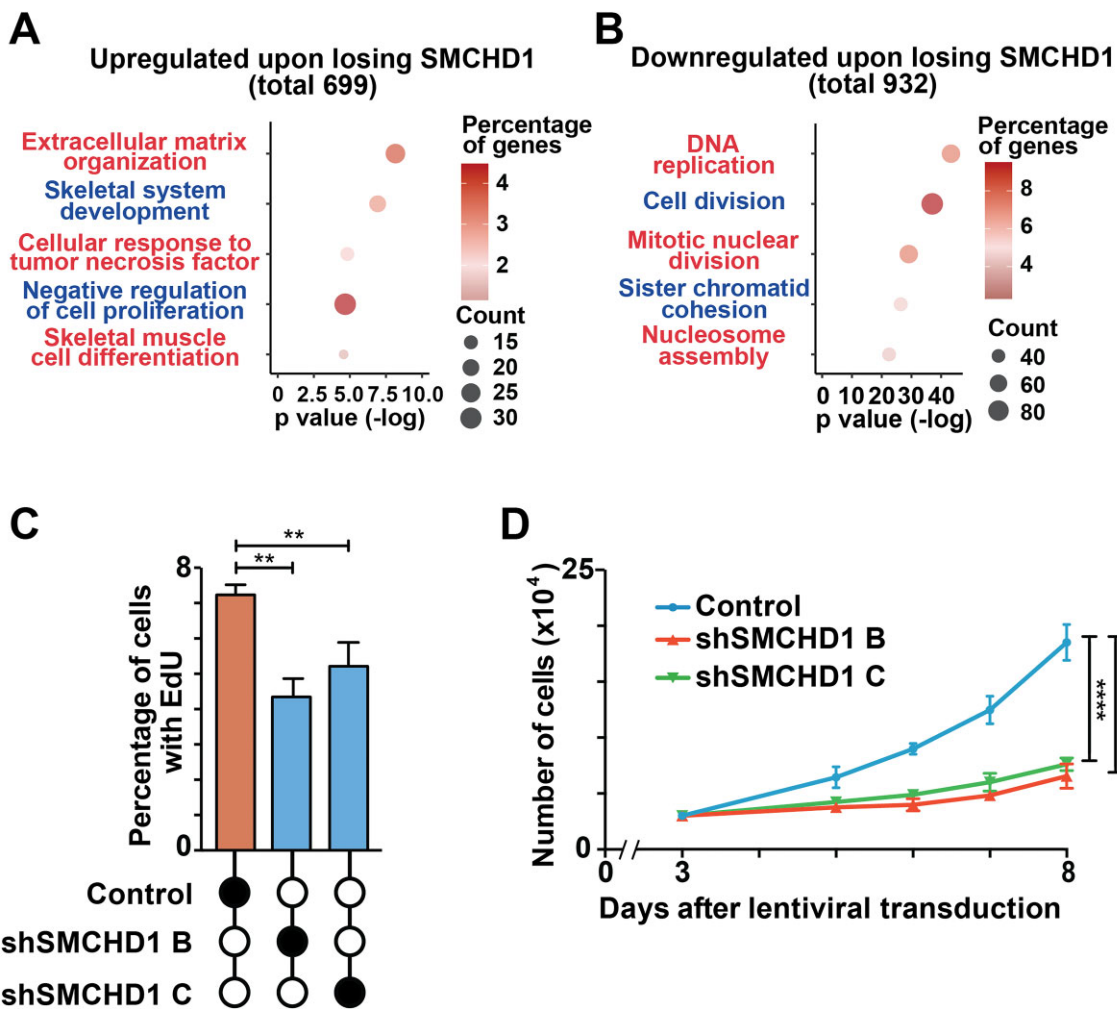 A
Upregulated upon losing SMCHD1
(total 699)
Extracellular matrix
organization
Skeletal system
development
Cellular response to
tumor necrosis factor
Negative regulation
of cell proliferation
Skeletal muscle
cell differentiation
Percentage
of genes
4
3
2
Count
15
20
25
30
0 2.5 5.0 7.5 10.0
p value (-log)
B
Downregulated upon losing SMCHD1
(total 932)
DNA
replication
Cell division
Mitotic nuclear
division
Sister chromatid
cohesion
Nucleosome
assembly
Percentage
of genes
8
6
4
Count
40
60
80
0 10 20 30 40
p value (-log)
C
**
**
8
0
Percentage of cells
with EdU
Control
shSMCHD1 B
shSMCHD1 C
D
25
0
Number of cells (x10⁴)
Control
shSMCHD1 B
shSMCHD1 C
****
0 3 8
Days after lentiviral transduction